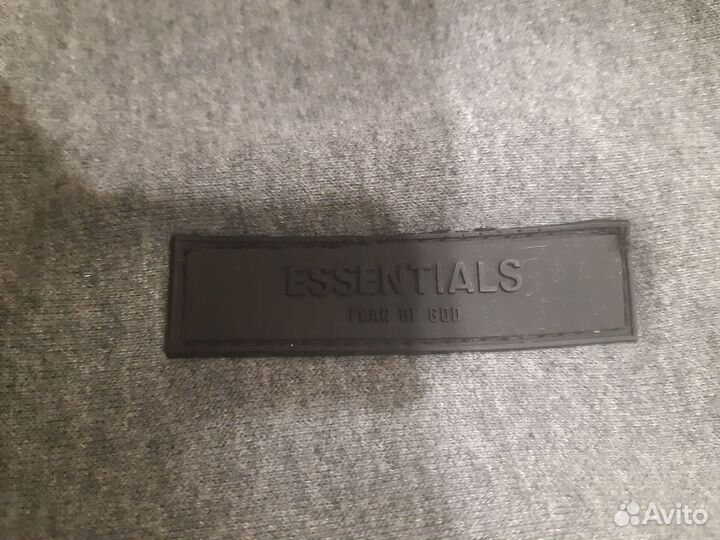 ESSENTIALS
FEAR OF GOD
Avito